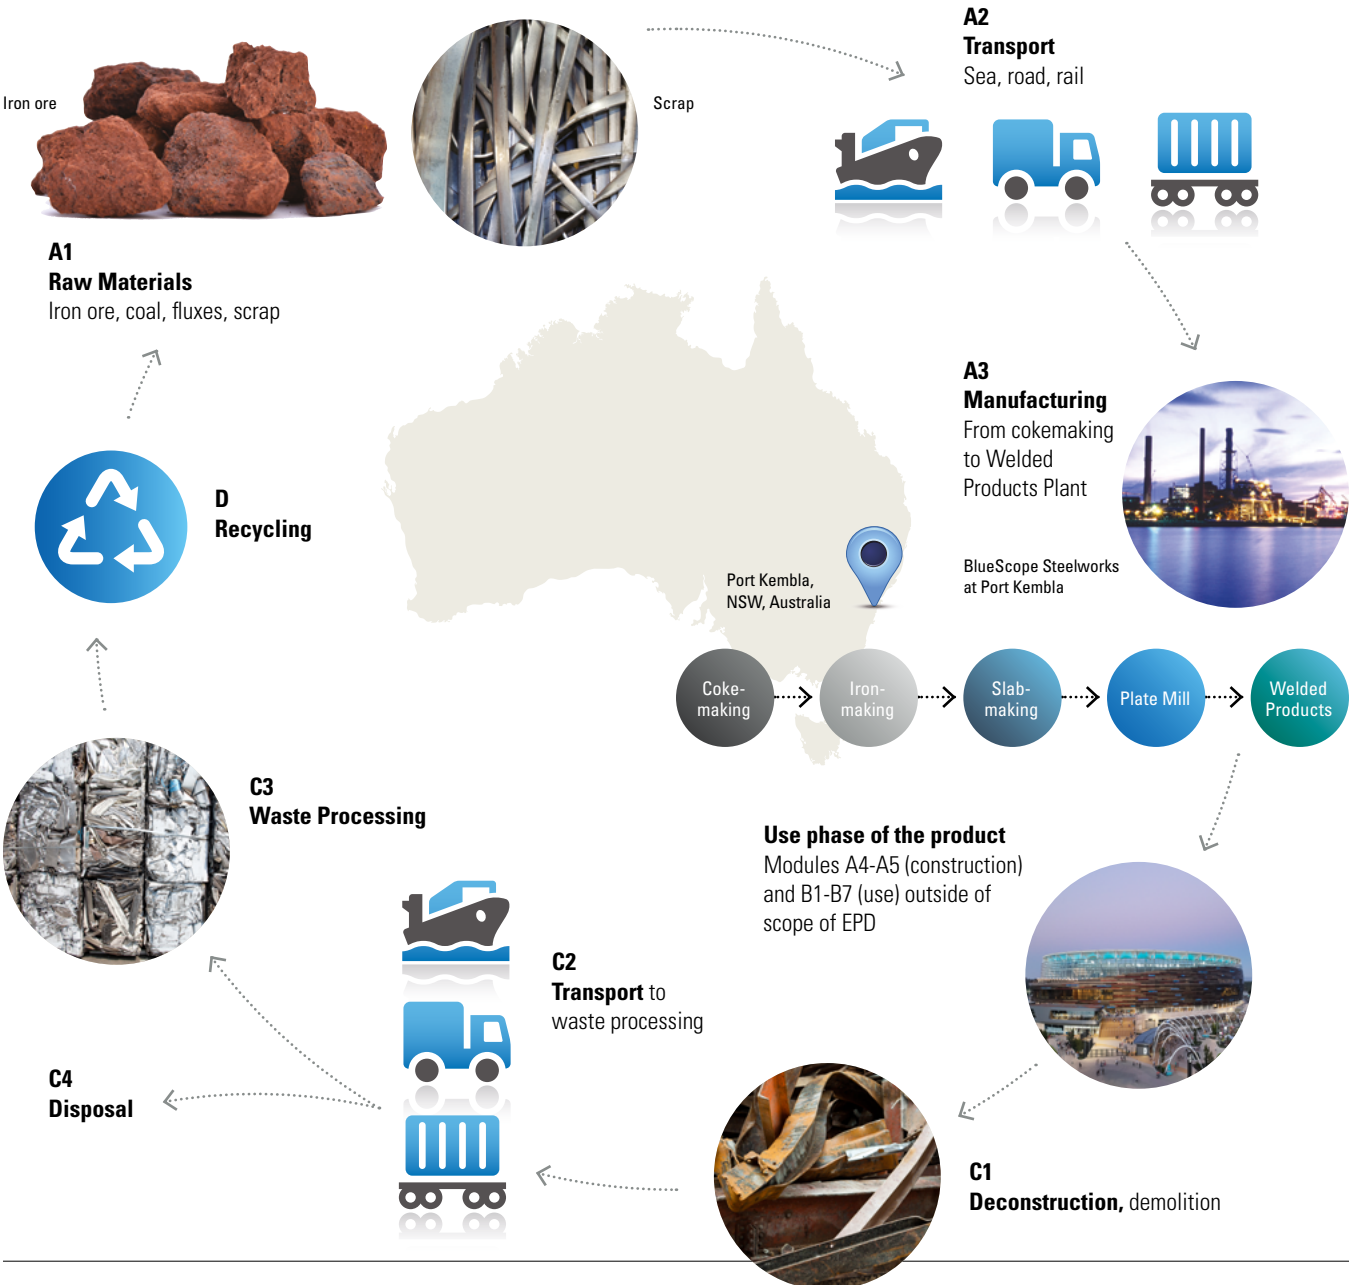 Iron ore
Scrap
A1
Raw Materials
Iron ore, coal, fluxes, scrap
A2
Transport
Sea, road, rail
A3
Manufacturing
From cokemaking
to Welded
Products Plant
BlueScope Steelworks
at Port Kembla
Port Kembla,
NSW, Australia
Coke-
making
Iron-
making
Slab-
making
Plate Mill
Welded
Products
Use phase of the product
Modules A4-A5 (construction)
and B1-B7 (use) outside of
scope of EPD
C1
Deconstruction, demolition
C2
Transport to
waste processing
C3
Waste Processing
C4
Disposal
D
Recycling